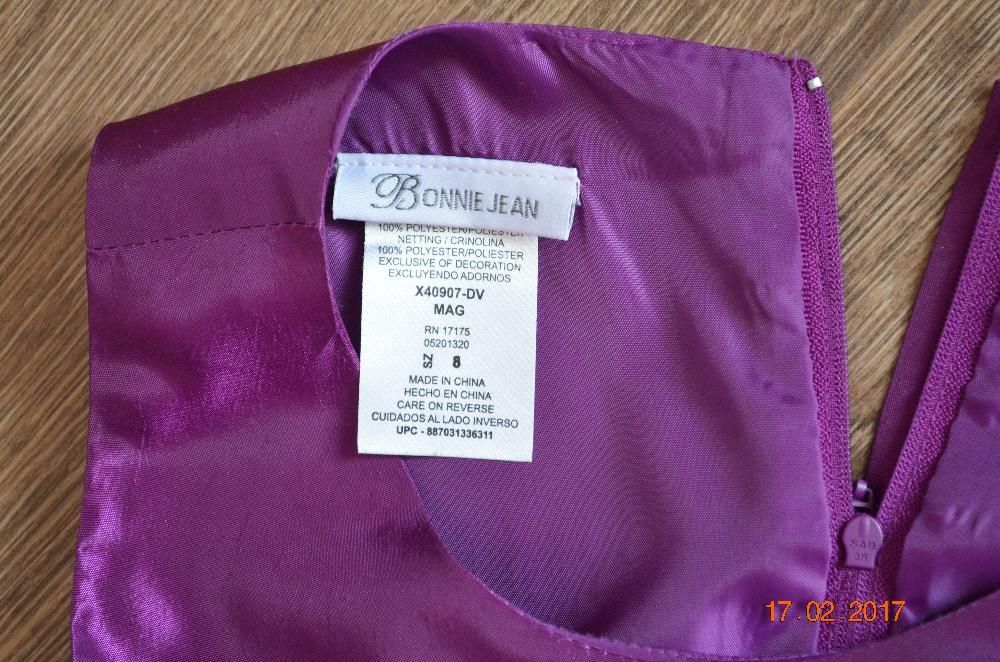 BONNIE JEAN
100% POLYESTER/POLIESTER
NETTING / CRINOLINA
100% POLYESTER/POLIESTER
EXCLUSIVE OF DECORATION
EXCLUYENDO ADORNOS
X40907-DV
MAG
RN 17175
05201320
SZ 8
MADE IN CHINA
HECHO EN CHINA
CARE ON REVERSE
CUIDADOS AL LADO INVERSO
UPC - 887031336311
SAB
17 02 2017